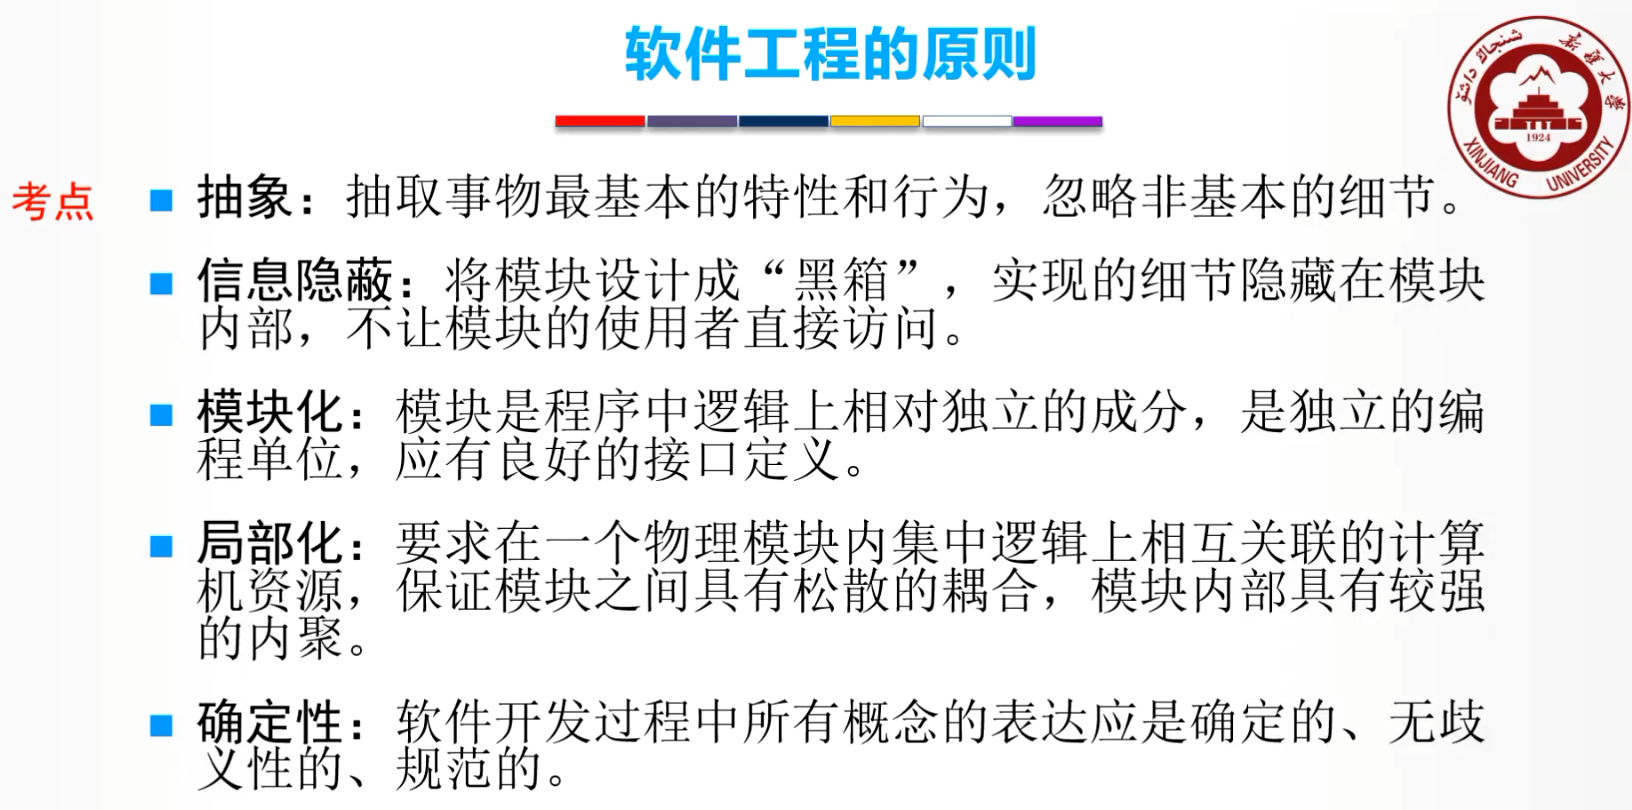 软件工程的原则
شىنجاڭ داشۆ
新疆大学
1924
XINJIANG UNIVERSITY
考点
抽象：抽取事物最基本的特性和行为，忽略非基本的细节。
信息隐蔽：将模块设计成“黑箱”，实现的细节隐藏在模块
内部，不让模块的使用者直接访问。
模块化：模块是程序中逻辑上相对独立的成分，是独立的编
程单位，应有良好的接口定义。
局部化：要求在一个物理模块内集中逻辑上相互关联的计算
机资源，保证模块之间具有松散的耦合，模块内部具有较强
的内聚。
确定性：软件开发过程中所有概念的表达应是确定的、无歧
义性的、规范的。